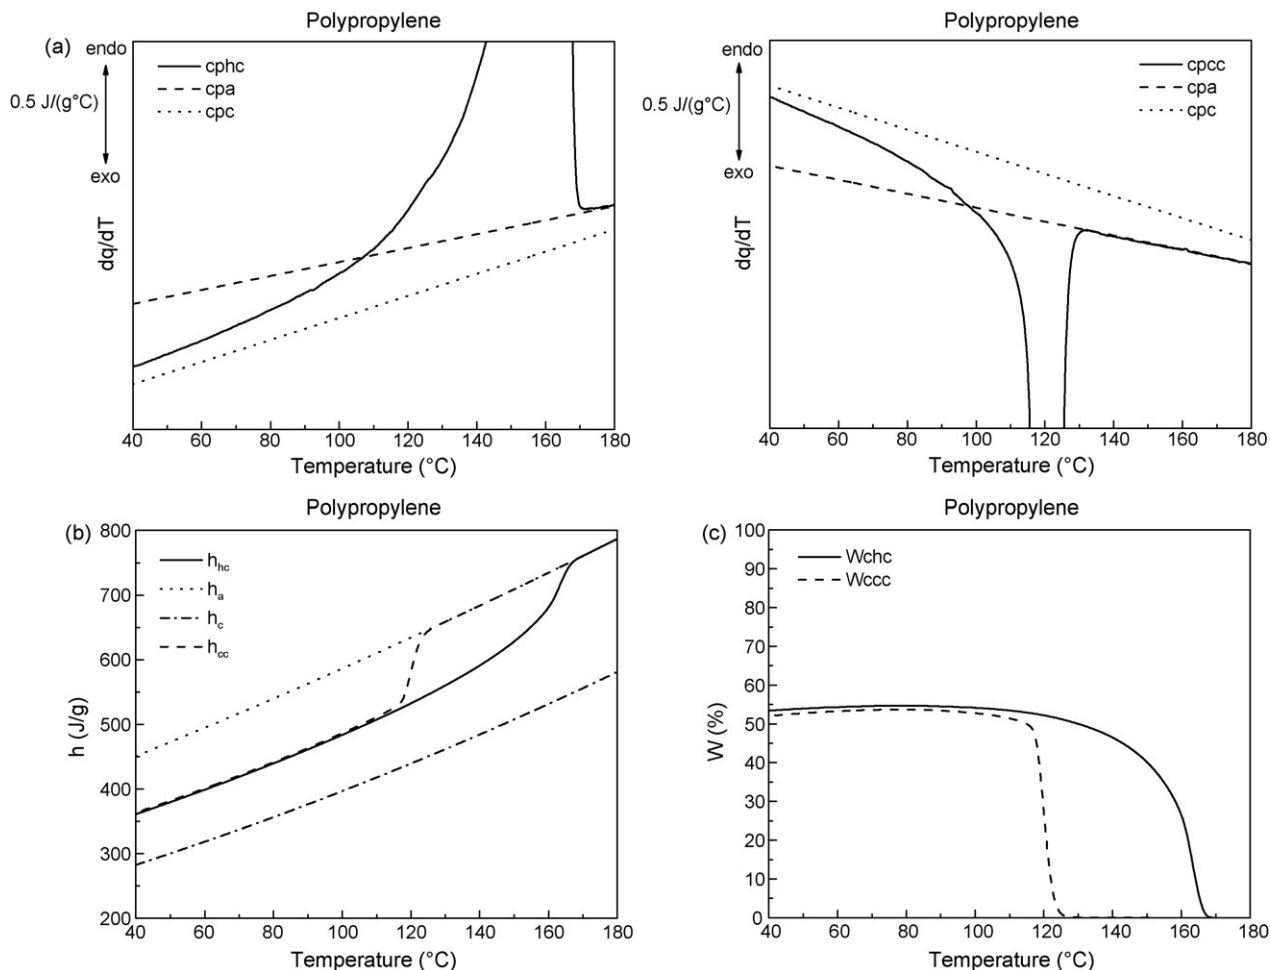 Polypropylene
(a)
endo
0.5 J/(g°C)
exo
dq/dT
cphc
cpa
cpc
40 60 80 100 120 140 160 180
Temperature (°C)
Polypropylene
endo
0.5 J/(g°C)
exo
dq/dT
cpcc
cpa
cpc
40 60 80 100 120 140 160 180
Temperature (°C)
Polypropylene
(b)
h (J/g)
800
700
600
500
400
300
200
hhc
ha
hc
hcc
40 60 80 100 120 140 160 180
Temperature (°C)
Polypropylene
(c)
W (%)
100
90
80
70
60
50
40
30
20
10
0
Wchc
Wccc
40 60 80 100 120 140 160 180
Temperature (°C)